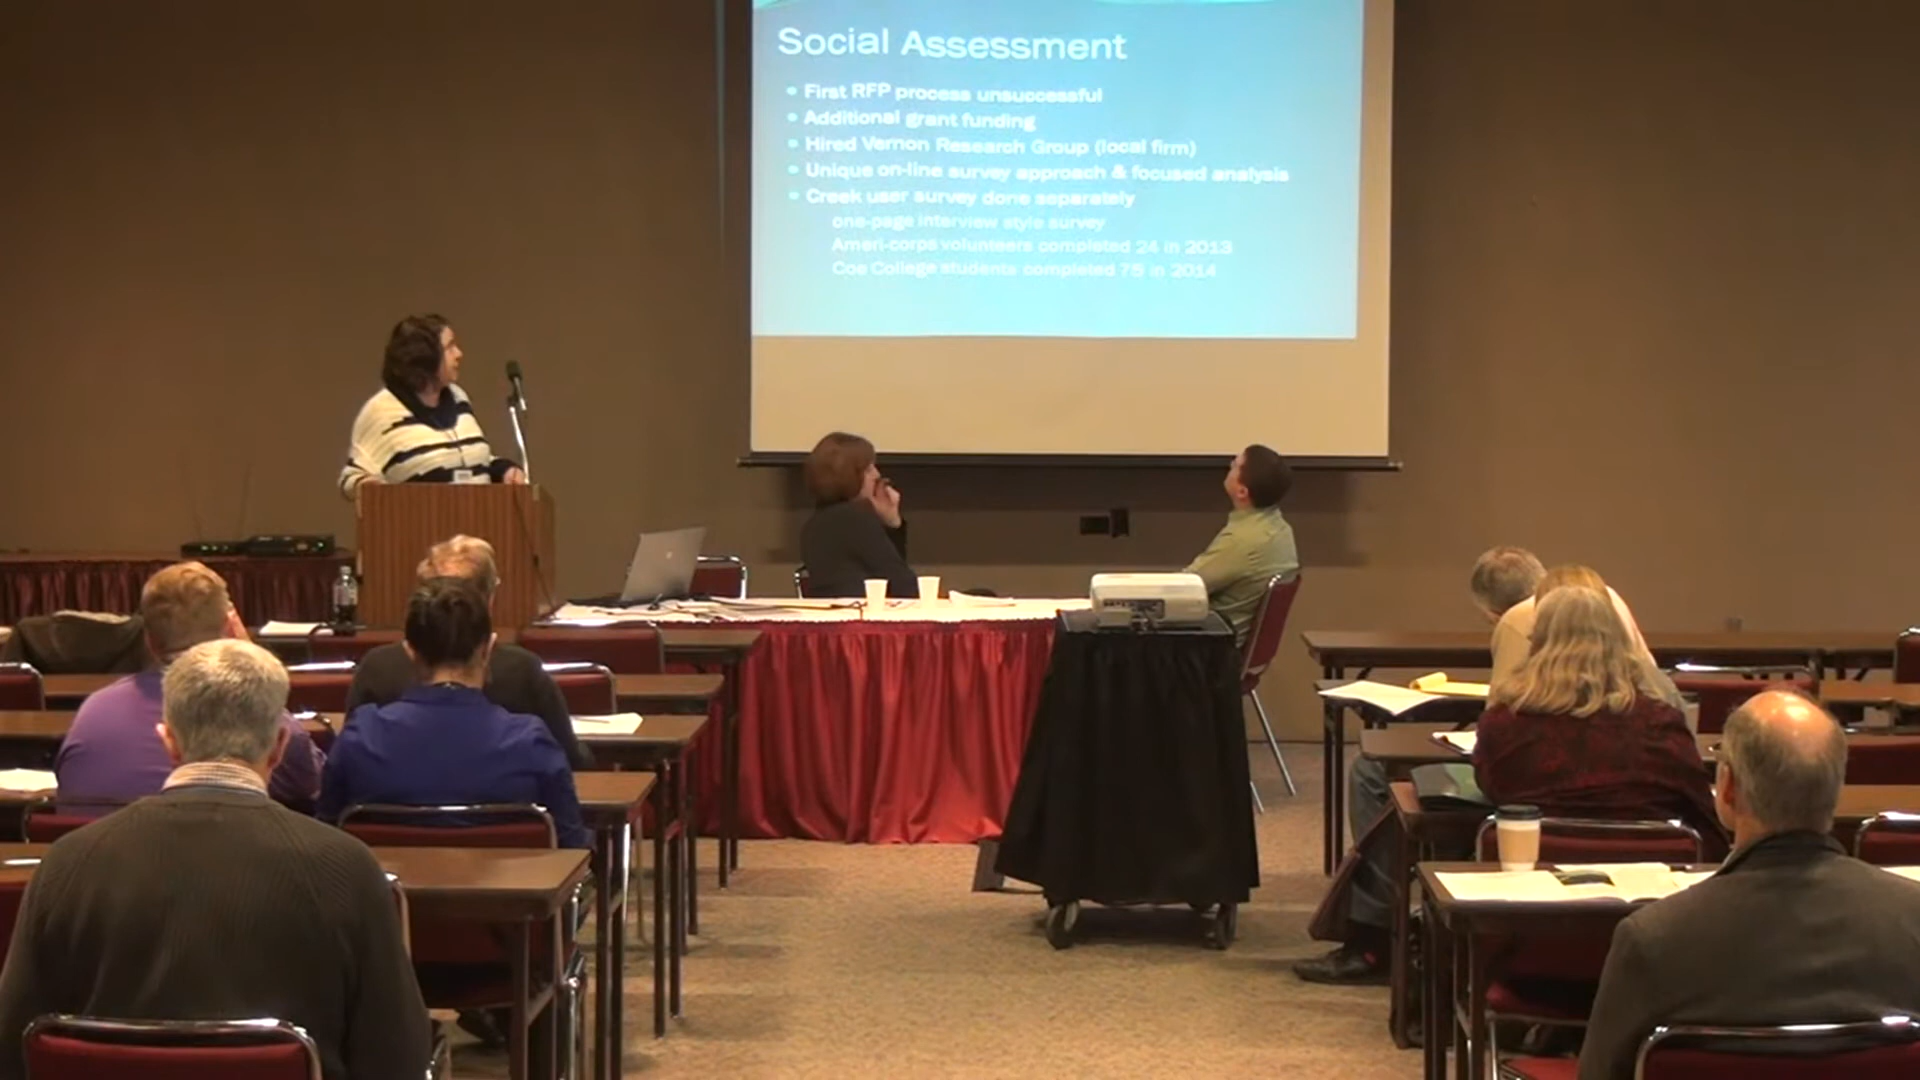 Social Assessment
First RFP process unsuccessful
Additional grant funding
Hired Vernon Research Group (local firm)
Unique on-line survey approach & focused analysis
Creek user survey done separately
one-page interview style survey
Ameri-corps volunteers completed 24 in 2013
Coe College students completed 75 in 2014